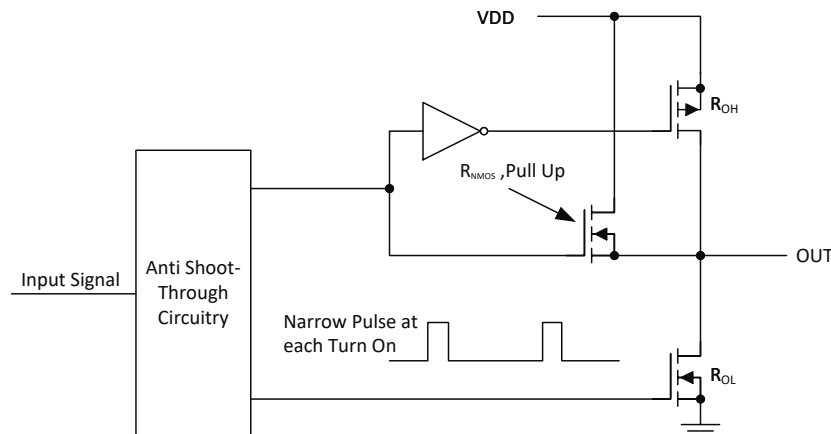 VDD
R_OH
R_NMOS ,Pull Up
OUT
Input Signal
Anti Shoot-
Through
Circuitry
Narrow Pulse at
each Turn On
R_OL